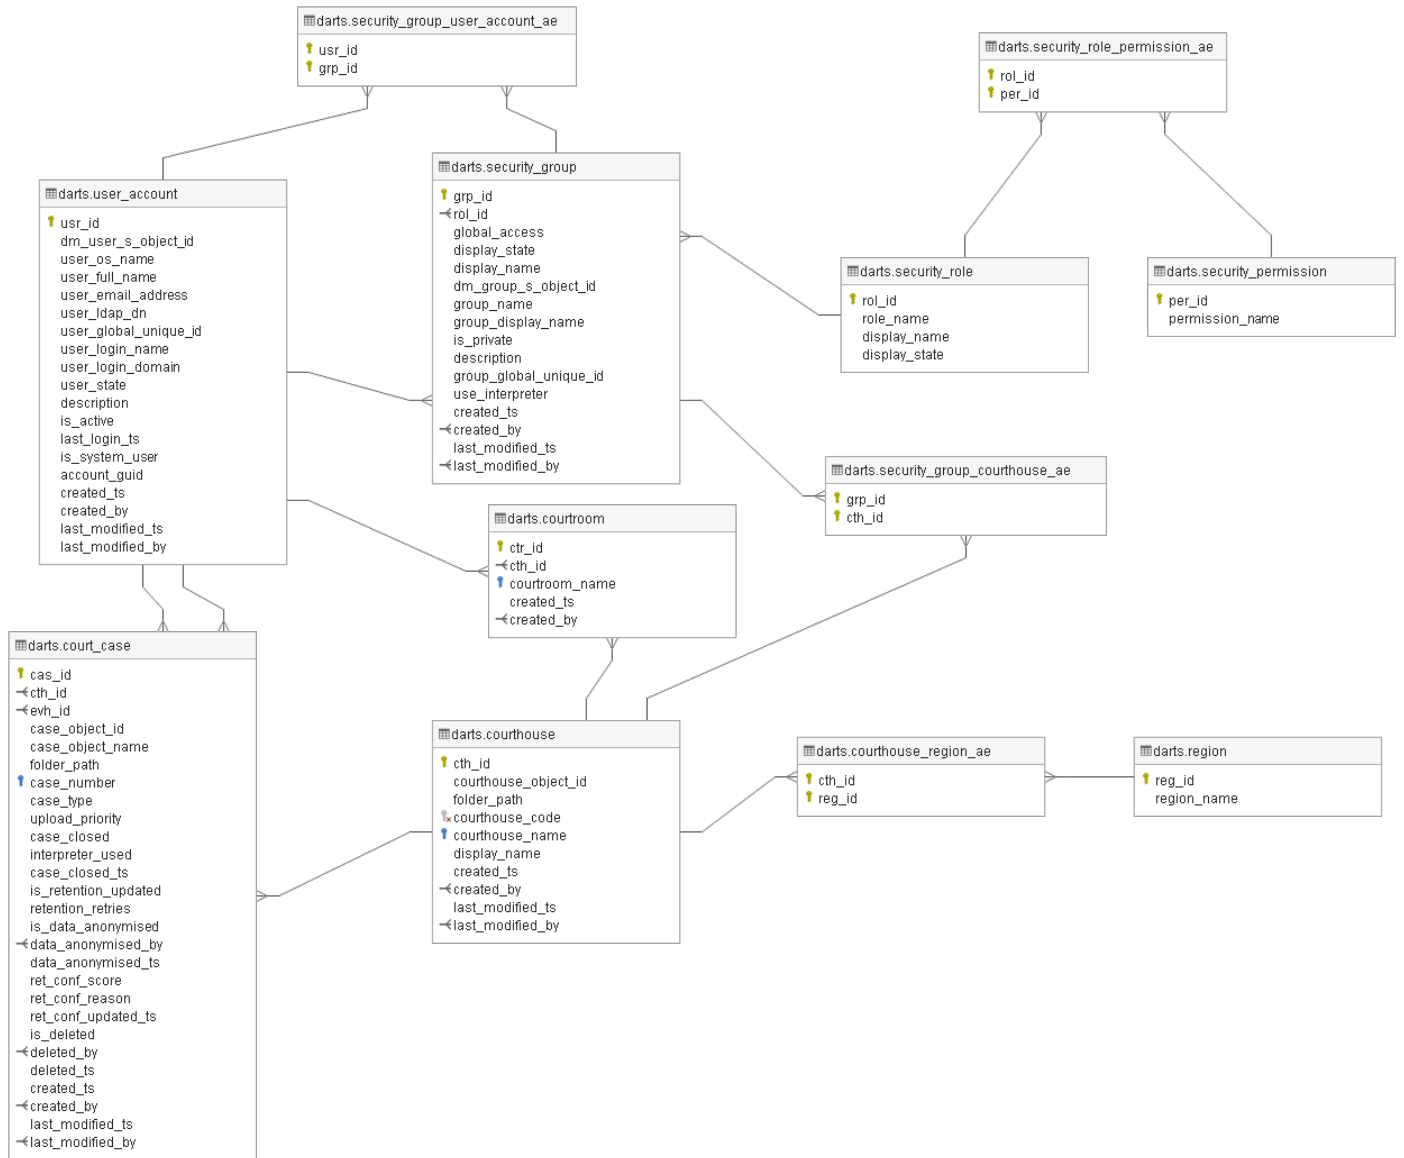 darts.security_group_user_account_ae
usr_id
grp_id
darts.security_role_permission_ae
rol_id
per_id
darts.user_account
usr_id
dm_user_s_object_id
user_os_name
user_full_name
user_email_address
user_ldap_dn
user_global_unique_id
user_login_name
user_login_domain
user_state
description
is_active
last_login_ts
is_system_user
account_guid
created_ts
created_by
last_modified_ts
last_modified_by
darts.security_group
grp_id
rol_id
global_access
display_state
display_name
dm_group_s_object_id
group_name
group_display_name
is_private
description
group_global_unique_id
use_interpreter
created_ts
created_by
last_modified_ts
last_modified_by
darts.security_role
rol_id
role_name
display_name
display_state
darts.security_permission
per_id
permission_name
darts.security_group_courthouse_ae
grp_id
cth_id
darts.courtroom
ctr_id
cth_id
courtroom_name
created_ts
created_by
darts.court_case
cas_id
cth_id
evh_id
case_object_id
case_object_name
folder_path
case_number
case_type
upload_priority
case_closed
interpreter_used
case_closed_ts
is_retention_updated
retention_retries
is_data_anonymised
data_anonymised_by
data_anonymised_ts
ret_conf_score
ret_conf_reason
ret_conf_updated_ts
is_deleted
deleted_by
deleted_ts
created_ts
created_by
last_modified_ts
last_modified_by
darts.courthouse
cth_id
courthouse_object_id
folder_path
courthouse_code
courthouse_name
display_name
created_ts
created_by
last_modified_ts
last_modified_by
darts.courthouse_region_ae
cth_id
reg_id
darts.region
reg_id
region_name